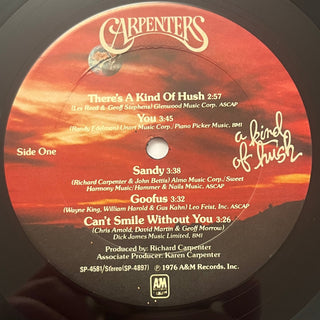 CARPENTERS
There's A Kind Of Hush 2:57
(Les Reed & Geoff Stephens) Glenwood Music Corp. ASCAP
You 3:45
(Randy Edelman) Unart Music Corp./Piano Picker Music, BMI
a kind
of hush
Side One
Sandy 3:38
(Richard Carpenter & John Bettis) Almo Music Corp./Sweet
Harmony Music/Hammer & Nails Music. ASCAP
Goofus 3:32
(Wayne King, William Harold & Gus Kahn) Leo Feist, Inc. ASCAP
Can't Smile Without You 3:26
(Chris Arnold, David Martin & Geoff Morrow)
Dick James Music Limited, BMI
Produced by: Richard Carpenter
Associate Producer: Karen Carpenter
SP-4581/Stereo(SP-4897) ℗1976 A&M Records, Inc.
A&M